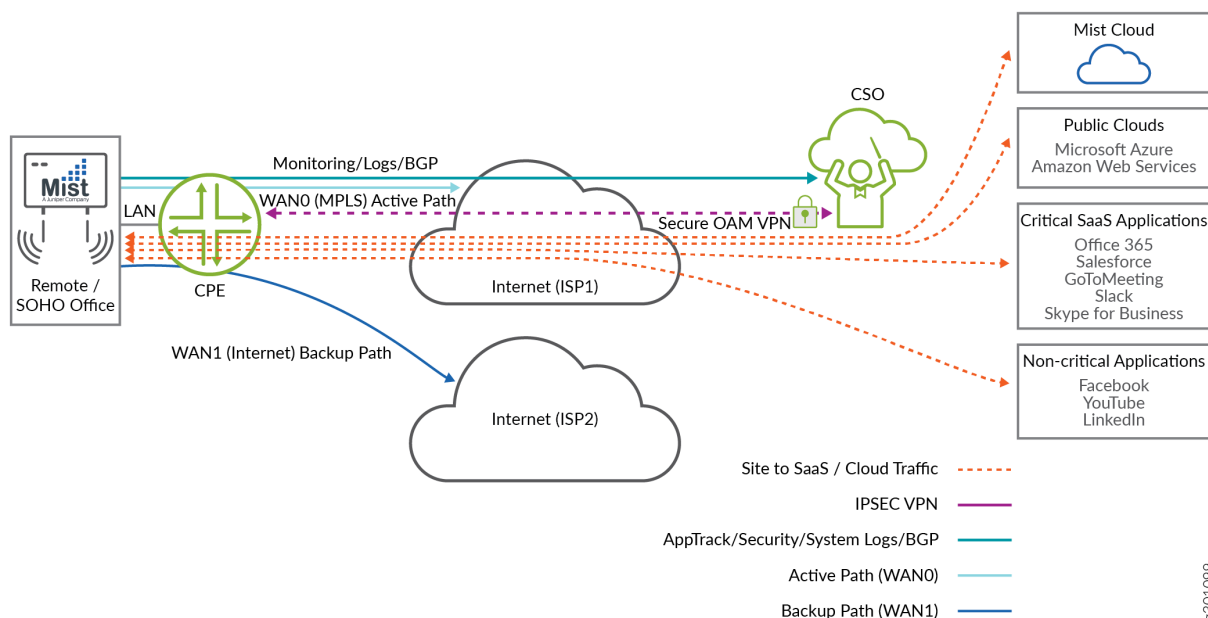 Mist Cloud
CSO
Public Clouds
Microsoft Azure
Amazon Web Services
Mist
A Juniper Company
Monitoring/Logs/BGP
LAN
WAN0 (MPLS) Active Path
Secure OAM VPN
Critical SaaS Applications
Office 365
Salesforce
GoToMeeting
Slack
Skype for Business
Remote /
SOHO Office
CPE
Internet (ISP1)
WAN1 (Internet) Backup Path
Non-critical Applications
Facebook
YouTube
LinkedIn
Internet (ISP2)
Site to SaaS / Cloud Traffic
IPSEC VPN
AppTrack/Security/System Logs/BGP
Active Path (WAN0)
Backup Path (WAN1)